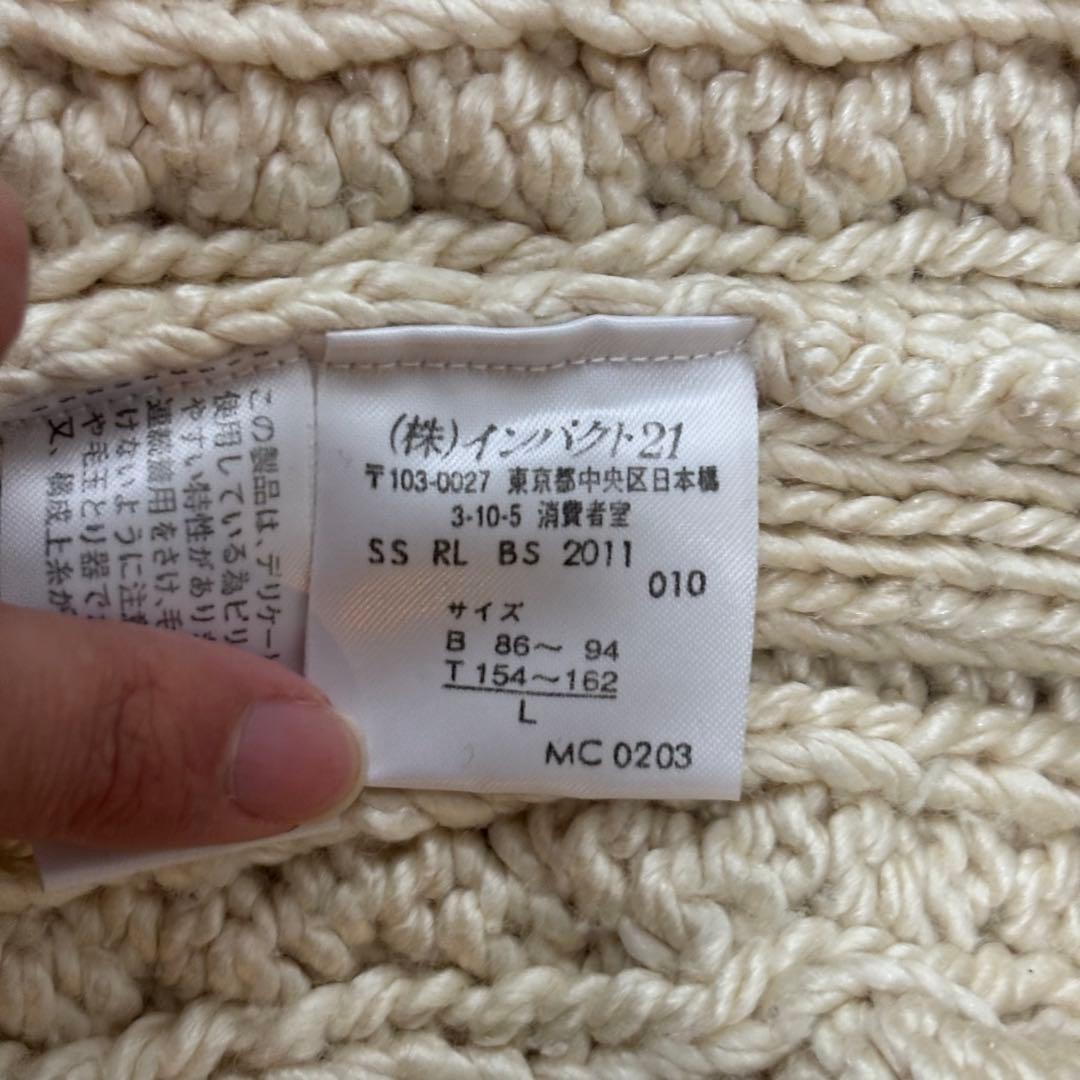 (株)インパクト21
〒103-0027 東京都中央区日本橋
3-10-5 消費者室
SS RL BS 2011
010
サイズ
B 86～ 94
T 154～162
L
MC 0203
この製品は、デリケート
使用している為ピリ
やすい特性があり
連続着用をさけ、毛
けないように注意
や毛玉とり器で
又、構成上糸が